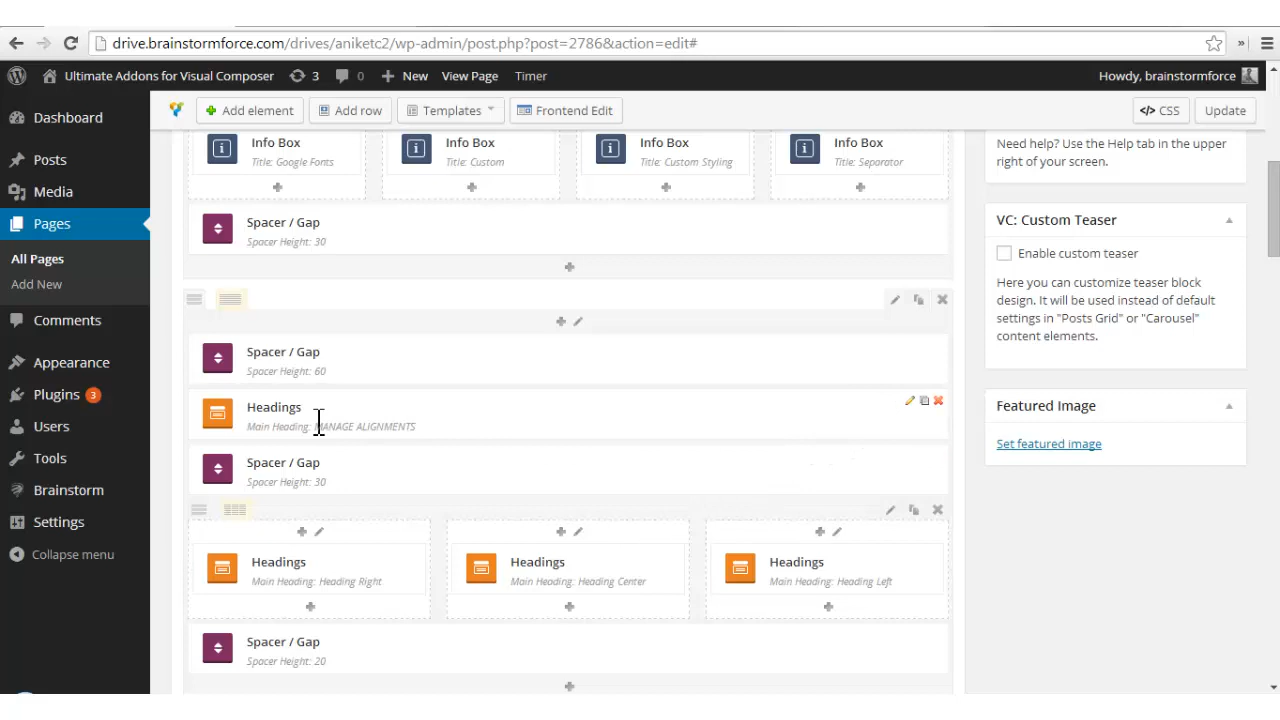 drive.brainstormforce.com/drives/aniketc2/wp-admin/post.php?post=2786&action=edit#
Ultimate Addons for Visual Composer 3 0 New View Page Timer Howdy, brainstormforce
Dashboard
Posts
Media
Pages
All Pages
Add New
Comments
Appearance
Plugins 3
Users
Tools
Brainstorm
Settings
Collapse menu
Add element Add row Templates Frontend Edit </> CSS Update
Info Box
Title: Google Fonts
Info Box
Title: Custom
Info Box
Title: Custom Styling
Info Box
Title: Separator
Spacer / Gap
Spacer Height: 30
Spacer / Gap
Spacer Height: 60
Headings
Main Heading: MANAGE ALIGNMENTS
Spacer / Gap
Spacer Height: 30
Headings
Main Heading: Heading Right
Headings
Main Heading: Heading Center
Headings
Main Heading: Heading Left
Spacer / Gap
Spacer Height: 20
Need help? Use the Help tab in the upper
right of your screen.
VC: Custom Teaser
Enable custom teaser
Here you can customize teaser block
design. It will be used instead of default
settings in "Posts Grid" or "Carousel"
content elements.
Featured Image
Set featured image